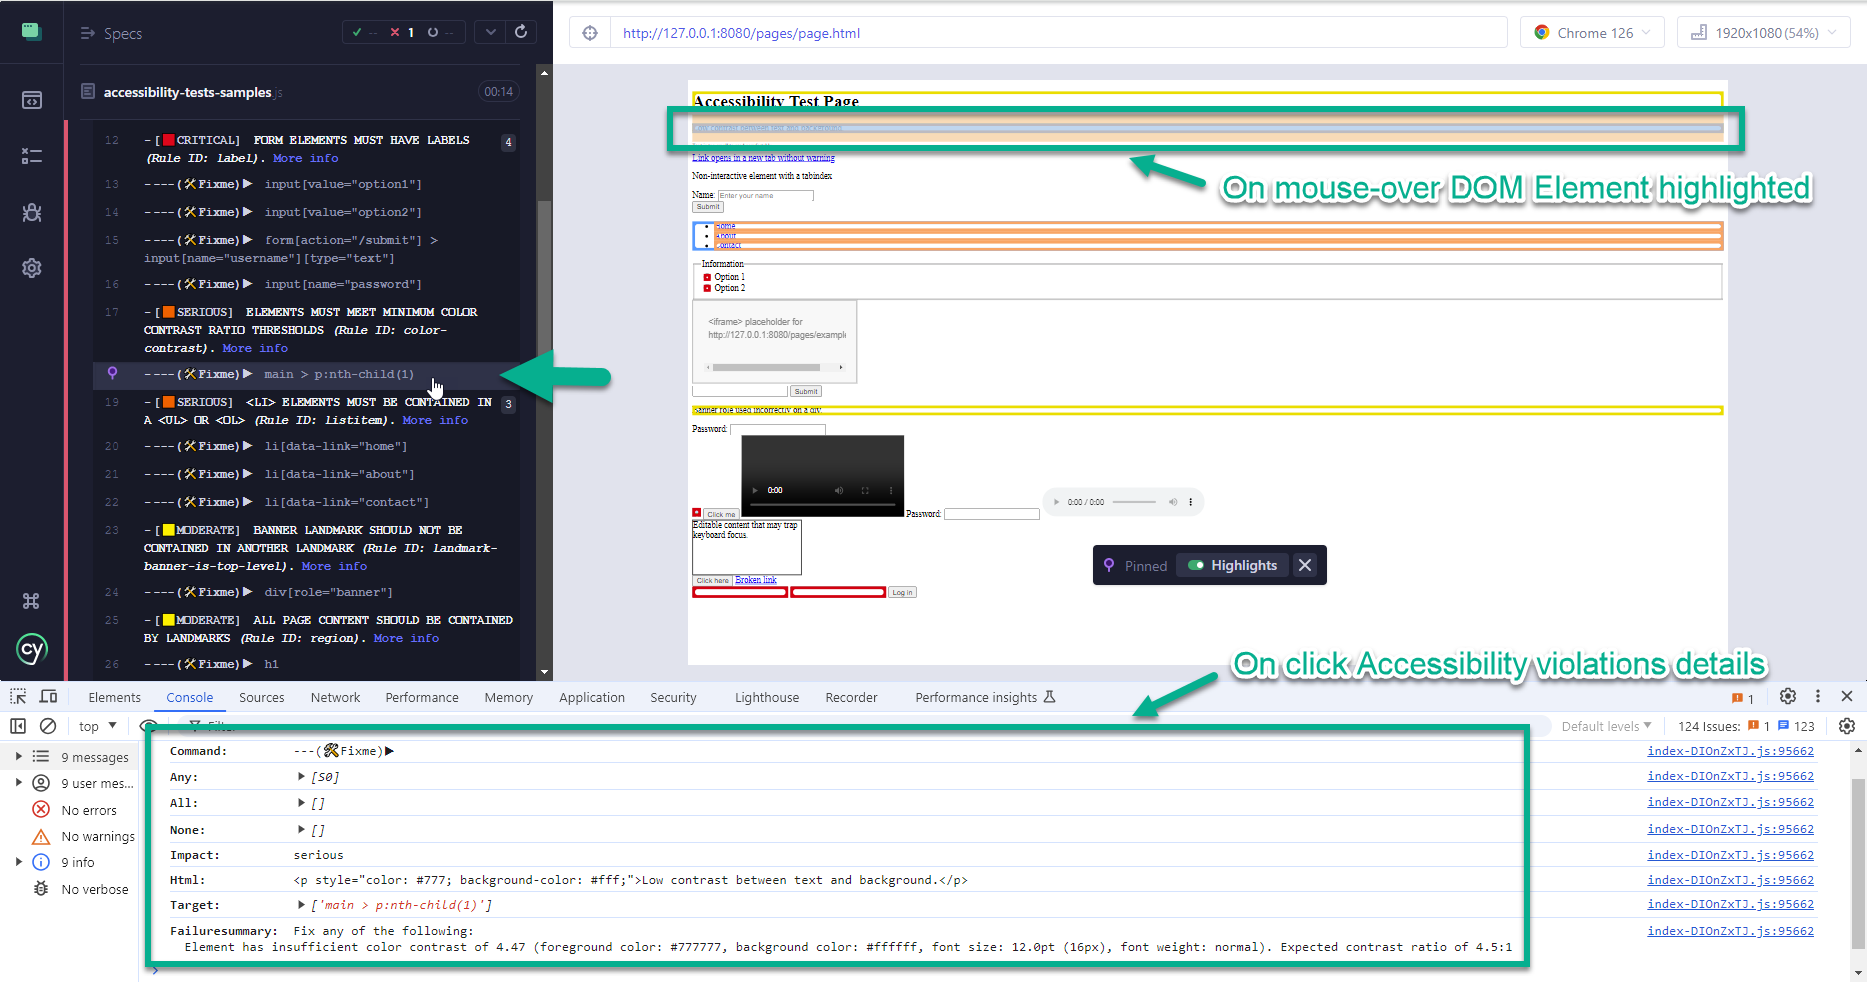 Specs
✓ -- ✕ 1 --
accessibility-tests-samples.js
00:14
12 -[CRITICAL] FORM ELEMENTS MUST HAVE LABELS 4
(Rule ID: label). More info
13 ----(Fixme)▶ input[value="option1"]
14 ----(Fixme)▶ input[value="option2"]
15 ----(Fixme)▶ form[action="/submit"] >
input[name="username"][type="text"]
16 ----(Fixme)▶ input[name="password"]
17 -[SERIOUS] ELEMENTS MUST MEET MINIMUM COLOR
CONTRAST RATIO THRESHOLDS (Rule ID: color-
contrast). More info
----(Fixme)▶ main > p:nth-child(1)
19 -[SERIOUS] <LI> ELEMENTS MUST BE CONTAINED IN 3
A <UL> OR <OL> (Rule ID: listitem). More info
20 ----(Fixme)▶ li[data-link="home"]
21 ----(Fixme)▶ li[data-link="about"]
22 ----(Fixme)▶ li[data-link="contact"]
23 -[MODERATE] BANNER LANDMARK SHOULD NOT BE
CONTAINED IN ANOTHER LANDMARK (Rule ID: landmark-
banner-is-top-level). More info
24 ----(Fixme)▶ div[role="banner"]
25 -[MODERATE] ALL PAGE CONTENT SHOULD BE CONTAINED
BY LANDMARKS (Rule ID: region). More info
26 ----(Fixme)▶ h1
cy
http://127.0.0.1:8080/pages/page.html
Chrome 126
1920x1080 (54%)
Accessibility Test Page
Low contrast between text and background.
Link opens in a new tab without warning
Non-interactive element with a tabindex
Name: Enter your name
Submit
Home
About
Contact
Information
Option 1
Option 2
<iframe> placeholder for
http://127.0.0.1:8080/pages/example
Submit
Banner role used incorrectly on a div.
Password:
0:00
Click me
Password:
0:00 / 0:00
Editable content that may trap
keyboard focus.
Click here Broken link
Log in
Pinned Highlights
On mouse-over DOM Element highlighted
On click Accessibility violations details
Elements Console Sources Network Performance Memory Application Security Lighthouse Recorder Performance insights 1
top Default levels 124 Issues: 1 123
9 messages
9 user mes...
No errors
No warnings
9 info
No verbose
Command: ---(Fixme)▶ index-DIOnZxTJ.js:95662
Any: ▶ [S0] index-DIOnZxTJ.js:95662
All: ▶ [] index-DIOnZxTJ.js:95662
None: ▶ [] index-DIOnZxTJ.js:95662
Impact: serious index-DIOnZxTJ.js:95662
Html: <p style="color: #777; background-color: #fff;">Low contrast between text and background.</p> index-DIOnZxTJ.js:95662
Target: ▶ ['main > p:nth-child(1)'] index-DIOnZxTJ.js:95662
Failuresummary: Fix any of the following: index-DIOnZxTJ.js:95662
Element has insufficient color contrast of 4.47 (foreground color: #777777, background color: #ffffff, font size: 12.0pt (16px), font weight: normal). Expected contrast ratio of 4.5:1